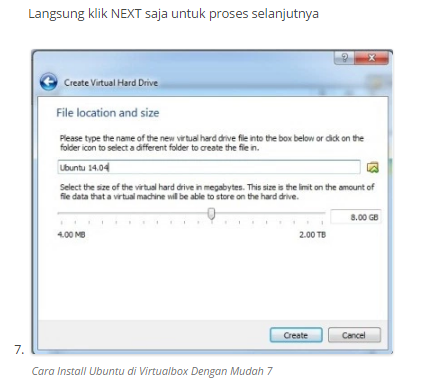 Langsung klik NEXT saja untuk proses selanjutnya
Create Virtual Hard Drive
File location and size
Please type the name of the new virtual hard drive file into the box below or click on the
folder icon to select a different folder to create the file in.
Ubuntu 14.04
Select the size of the virtual hard drive in megabytes. This size is the limit on the amount of
file data that a virtual machine will be able to store on the hard drive.
8.00 GB
4.00 MB 2.00 TB
Create Cancel
7.
Cara Install Ubuntu di Virtualbox Dengan Mudah 7